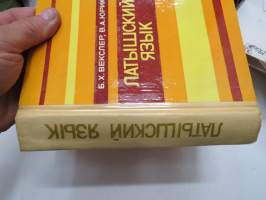 Б. Х. ВЕКСЛЕР, В. А. ЮРИК
ЛАТЫШСКИЙ
ЯЗЫК
ЛАТЫШСКИЙ ЯЗЫК